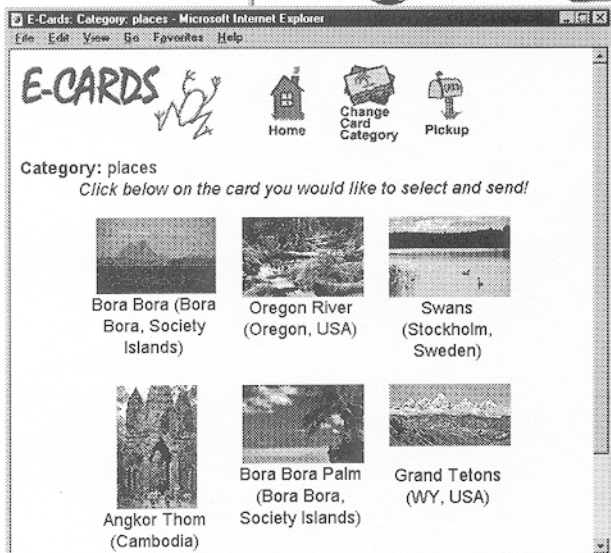 E-Cards: Category: places - Microsoft Internet Explorer
File Edit View Go Favorites Help
E-CARDS
Home
Change
Card
Category
Pickup
Category: places
Click below on the card you would like to select and send!
Bora Bora (Bora
Bora, Society
Islands)
Oregon River
(Oregon, USA)
Swans
(Stockholm,
Sweden)
Angkor Thom
(Cambodia)
Bora Bora Palm
(Bora Bora,
Society Islands)
Grand Tetons
(WY, USA)